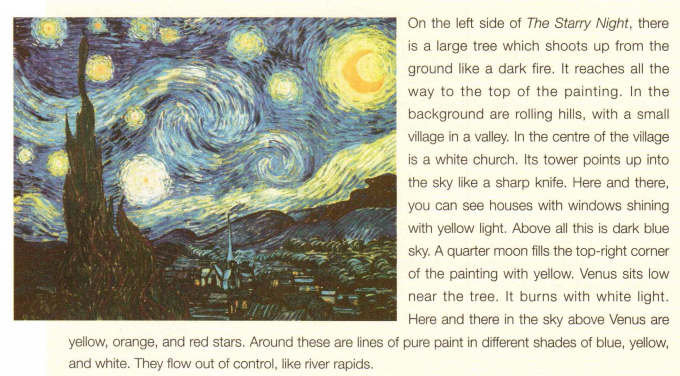 On the left side of The Starry Night, there
is a large tree which shoots up from the
ground like a dark fire. It reaches all the
way to the top of the painting. In the
background are rolling hills, with a small
village in a valley. In the centre of the village
is a white church. Its tower points up into
the sky like a sharp knife. Here and there,
you can see houses with windows shining
with yellow light. Above all this is dark blue
sky. A quarter moon fills the top-right corner
of the painting with yellow. Venus sits low
near the tree. It burns with white light.
Here and there in the sky above Venus are
yellow, orange, and red stars. Around these are lines of pure paint in different shades of blue, yellow,
and white. They flow out of control, like river rapids.